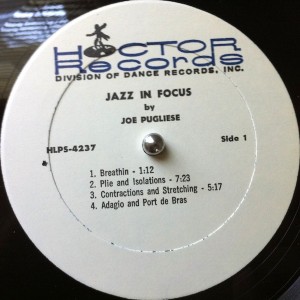 HOCTOR
Records
DIVISION OF DANCE RECORDS, INC.
JAZZ IN FOCUS
by
JOE PUGLIESE
HLPS-4237
Side 1
1. Breathin - 1:12
2. Plie and Isolations - 7:23
3. Contractions and Stretching - 5:17
4. Adagio and Port de Bras